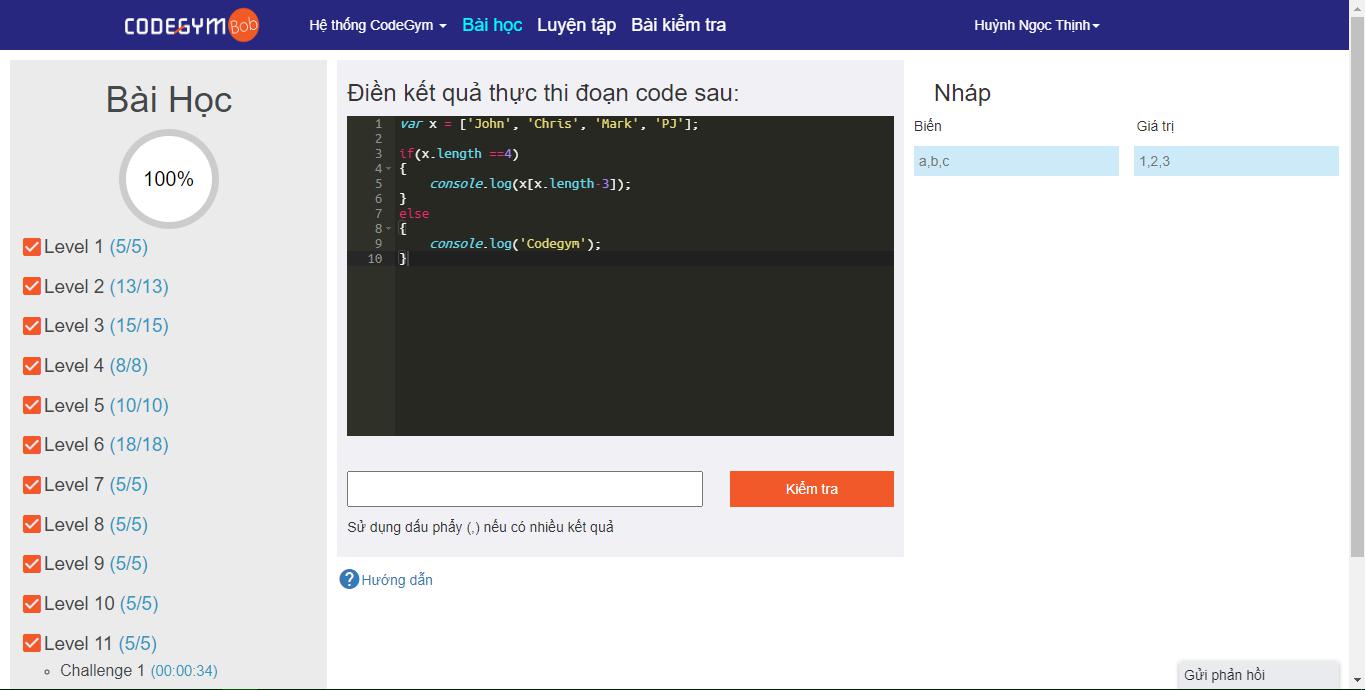 CODEGYM Bob
Hệ thống CodeGym Bài học Luyện tập Bài kiểm tra Huỳnh Ngọc Thịnh
Bài Học
100%
Level 1 (5/5)
Level 2 (13/13)
Level 3 (15/15)
Level 4 (8/8)
Level 5 (10/10)
Level 6 (18/18)
Level 7 (5/5)
Level 8 (5/5)
Level 9 (5/5)
Level 10 (5/5)
Level 11 (5/5)
Challenge 1 (00:00:34)
Điền kết quả thực thi đoạn code sau:
1 var x = ['John', 'Chris', 'Mark', 'PJ'];
2
3 if(x.length ==4)
4 {
5 console.log(x[x.length-3]);
6 }
7 else
8 {
9 console.log('Codegym');
10 }
Kiểm tra
Sử dụng dấu phẩy (,) nếu có nhiều kết quả
? Hướng dẫn
Nháp
Biến Giá trị
a,b,c 1,2,3
Gửi phản hồi